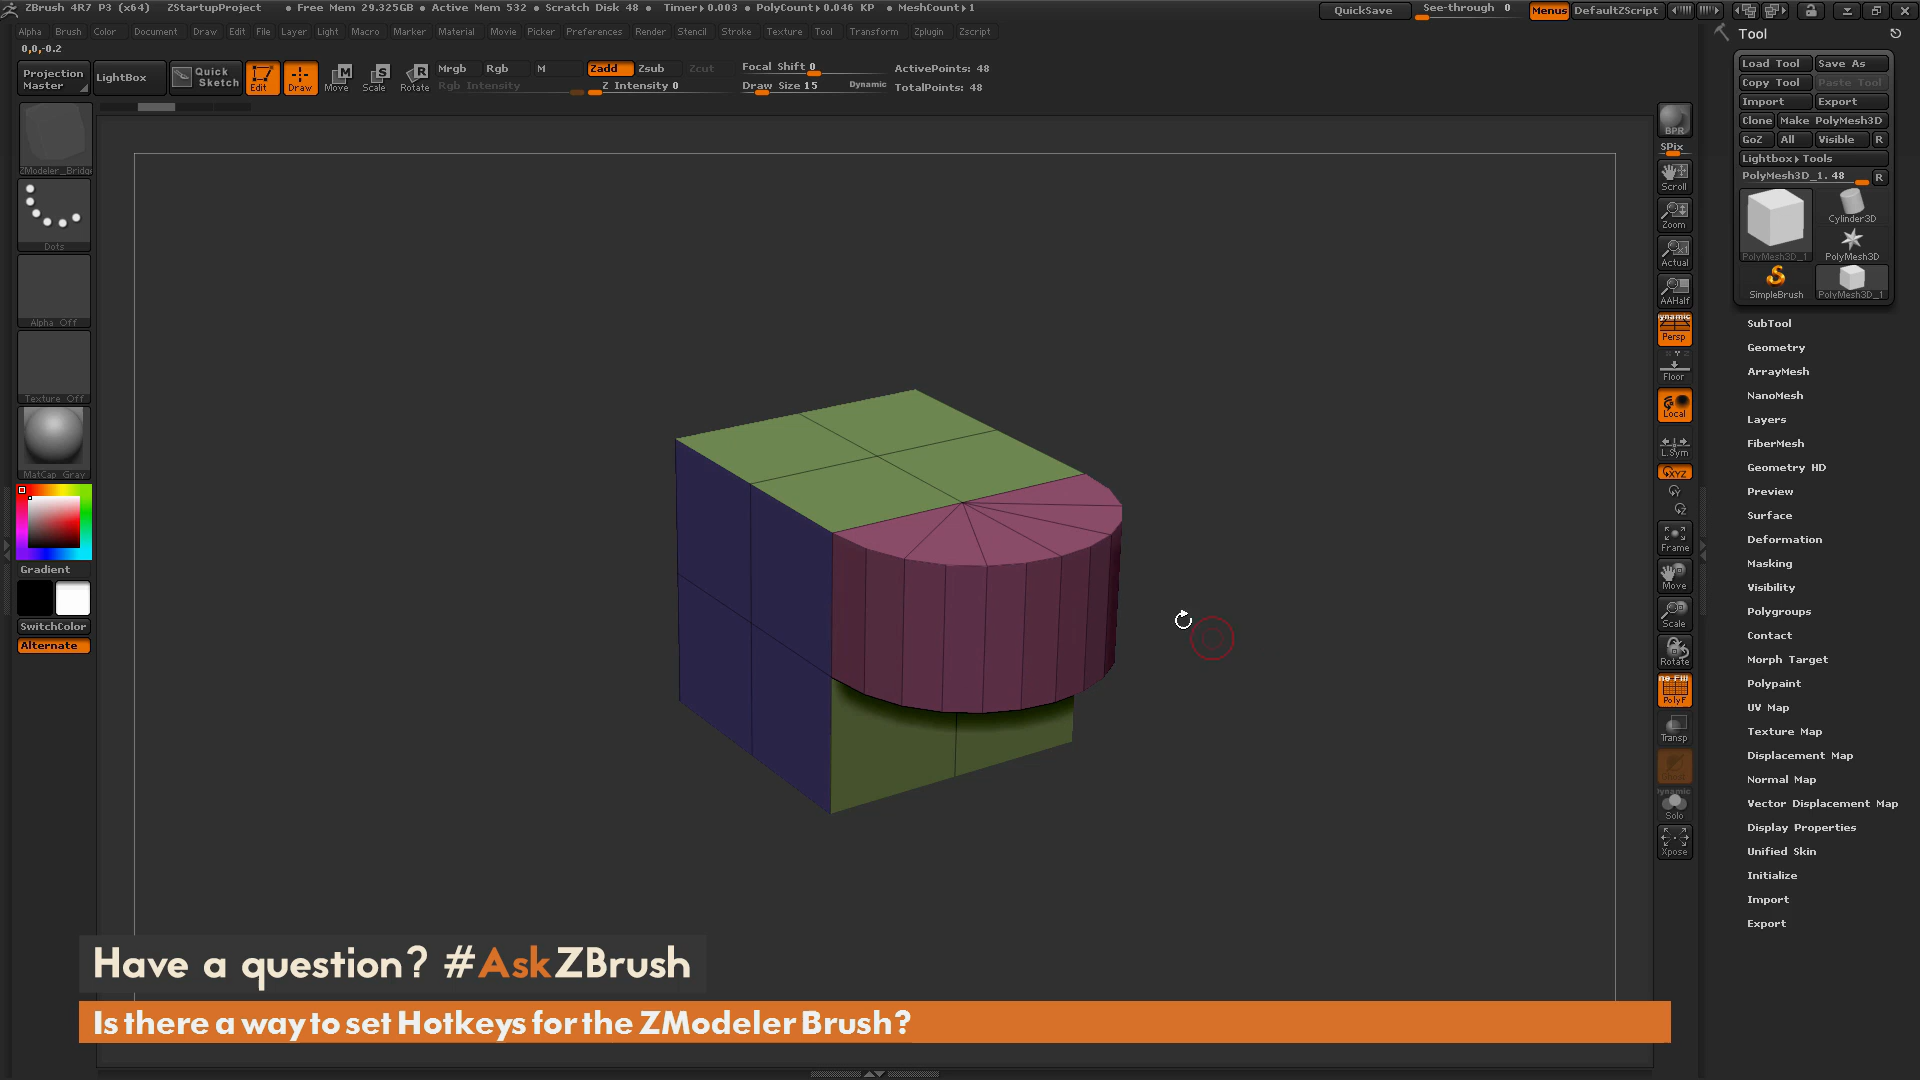 ZBrush 4R7 P3 (x64) ZStartupProject • Free Mem 29.325GB • Active Mem 532 • Scratch Disk 48 • Timer▸0.003 • PolyCount▸0.046 KP • MeshCount▸1
QuickSave See-through 0 Menus DefaultZScript
Alpha Brush Color Document Draw Edit File Layer Light Macro Marker Material Movie Picker Preferences Render Stencil Stroke Texture Tool Transform Zplugin Zscript
0,0,-0.2
Projection Master
LightBox
Quick Sketch
Edit
Draw
Move
Scale
Rotate
Mrgb Rgb M
Rgb Intensity
Zadd Zsub Zcut
Z Intensity 0
Focal Shift 0
Draw Size 15 Dynamic
ActivePoints: 48
TotalPoints: 48
ZModeler_Bridge
Dots
Alpha Off
Texture Off
MatCap Gray
Gradient
SwitchColor
Alternate
BPR
SPix
Scroll
Zoom
Actual
AAHalf
Persp
Floor
Local
L.Sym
XYZ
Frame
Move
Scale
Rotate
PolyF
Transp
Dynamic
Solo
Xpose
Tool
Load Tool Save As
Copy Tool Paste Tool
Import Export
Clone Make PolyMesh3D
GoZ All Visible R
Lightbox▸Tools
PolyMesh3D_1. 48 R
PolyMesh3D_1
Cylinder3D
PolyMesh3D
SimpleBrush
PolyMesh3D_1
SubTool
Geometry
ArrayMesh
NanoMesh
Layers
FiberMesh
Geometry HD
Preview
Surface
Deformation
Masking
Visibility
Polygroups
Contact
Morph Target
Polypaint
UV Map
Texture Map
Displacement Map
Normal Map
Vector Displacement Map
Display Properties
Unified Skin
Initialize
Import
Export
Have a question? #AskZBrush
Is there a way to set Hotkeys for the ZModeler Brush?